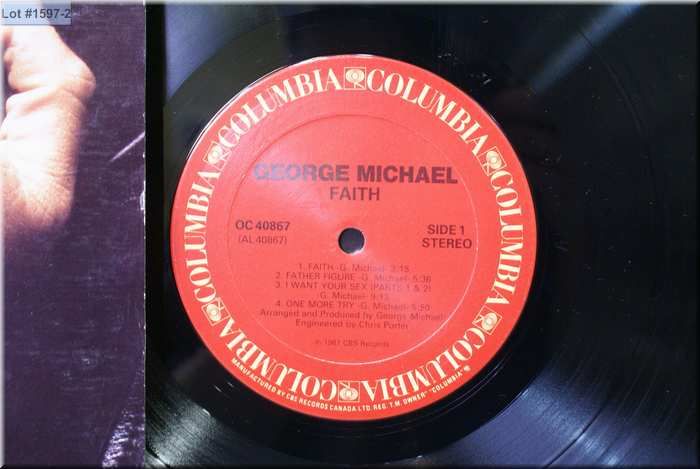 Lot #1597-2
COLUMBIA COLUMBIA COLUMBIA COLUMBIA COLUMBIA COLUMBIA
GEORGE MICHAEL
FAITH
OC 40867
(AL 40867)
SIDE 1
STEREO
1. FAITH -G. Michael- 3:15
2. FATHER FIGURE -G. Michael- 5:36
3. I WANT YOUR SEX (PARTS 1 & 2)
-G. Michael- 9:13
4. ONE MORE TRY -G. Michael- 5:50
Arranged and Produced by George Michael
Engineered by Chris Porter
℗ 1987 CBS Records
MANUFACTURED BY CBS RECORDS CANADA LTD. REG. T.M. OWNER "COLUMBIA",